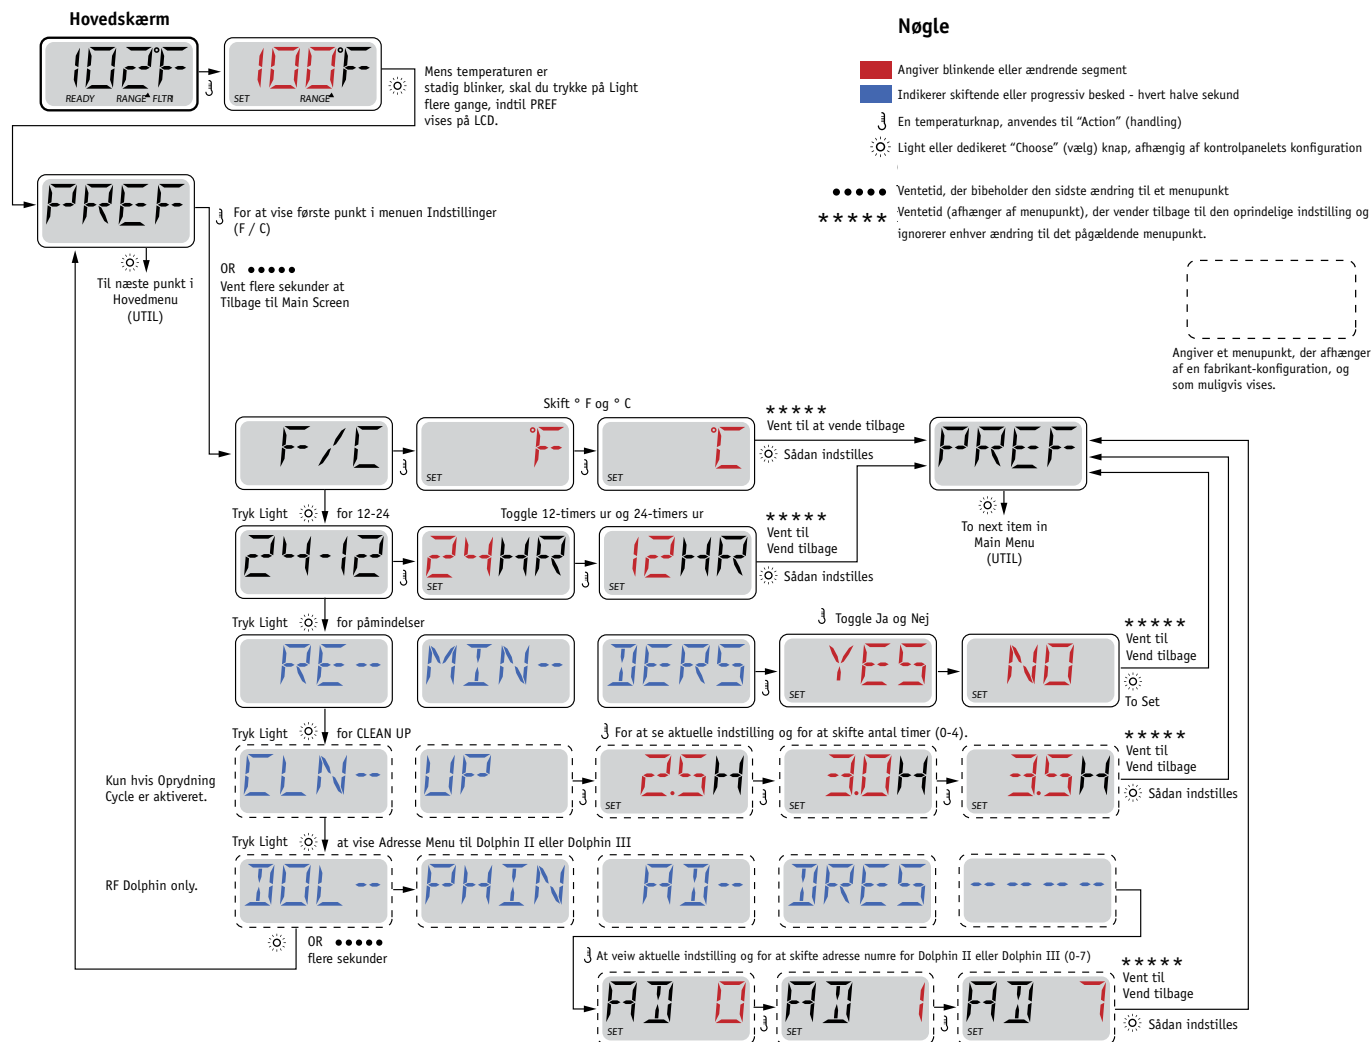 Hovedskærm
Nøgle
102°F
READY RANGE FLTR1
100°F
SET RANGE
Mens temperaturen er
stadig blinker, skal du trykke på Light
flere gange, indtil PREF
vises på LCD.
Angiver blinkende eller ændrende segment
Indikerer skiftende eller progressiv besked - hvert halve sekund
En temperaturknap, anvendes til “Action” (handling)
Light eller dedikeret “Choose” (vælg) knap, afhængig af kontrolpanelets konfiguration
Ventetid, der bibeholder den sidste ændring til et menupunkt
***** Ventetid (afhænger af menupunkt), der vender tilbage til den oprindelige indstilling og
ignorerer enhver ændring til det pågældende menupunkt.
Angiver et menupunkt, der afhænger
af en fabrikant-konfiguration, og
som muligvis vises.
PREF
For at vise første punkt i menuen Indstillinger
(F / C)
OR •••••
Vent flere sekunder at
Tilbage til Main Screen
Til næste punkt i
Hovedmenu
(UTIL)
Skift ° F og ° C
F/C
°F
SET
°C
SET
*****
Vent til at vende tilbage
Sådan indstilles
PREF
To next item in
Main Menu
(UTIL)
Tryk Light for 12-24
Toggle 12-timers ur og 24-timers ur
24-12
24HR
SET
12HR
SET
*****
Vent til
Vend tilbage
Sådan indstilles
Tryk Light for påmindelser
Toggle Ja og Nej
RE--
MIN--
DERS
YES
SET
NO
SET
*****
Vent til
Vend tilbage
To Set
Tryk Light for CLEAN UP
For at se aktuelle indstilling og for at skifte antal timer (0-4).
Kun hvis Oprydning
Cycle er aktiveret.
CLN--
UP
2.5H
SET
3.0H
SET
3.5H
SET
*****
Vent til
Vend tilbage
Sådan indstilles
Tryk Light at vise Adresse Menu til Dolphin II eller Dolphin III
RF Dolphin only.
DOL--
PHIN
AD--
DRES
-- -- -- --
OR •••••
flere sekunder
At veiw aktuelle indstilling og for at skifte adresse numre for Dolphin II eller Dolphin III (0-7)
AD 0
SET
AD 1
SET
AD 7
SET
*****
Vent til
Vend tilbage
Sådan indstilles